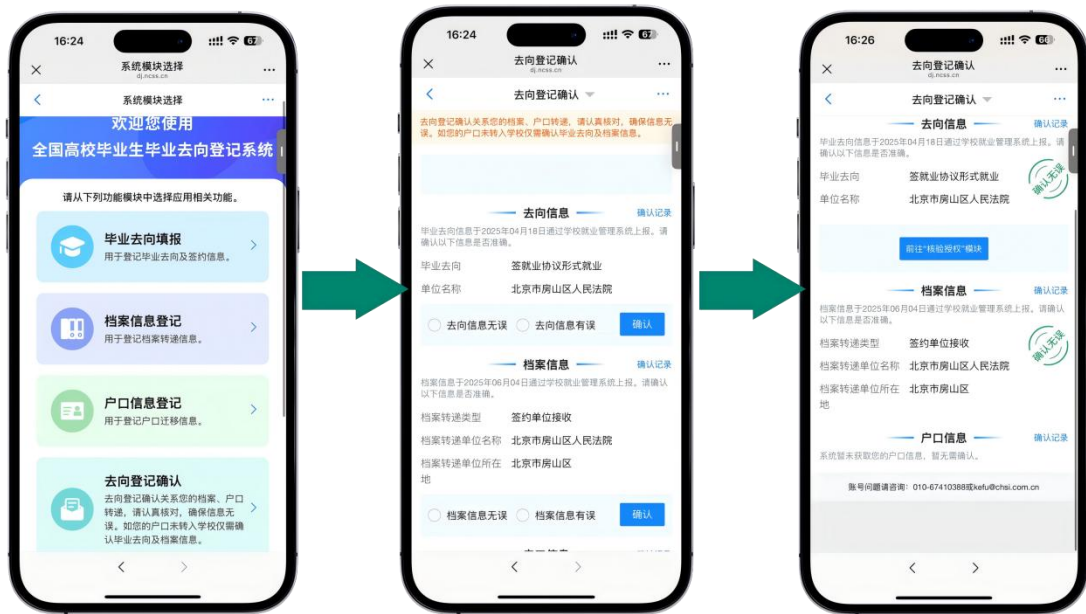 16:24
67
系统模块选择
dj.ncss.cn
系统模块选择
欢迎您使用
全国高校毕业生毕业去向登记系统
请从下列功能模块中选择应用相关功能。
毕业去向填报
用于登记毕业去向及签约信息。
档案信息登记
用于登记档案转递信息。
户口信息登记
用于登记户口迁移信息。
去向登记确认
去向登记确认关系您的档案、户口
转递，请认真核对，确保信息无
误。如您的户口未转入学校仅需确
认毕业去向及档案信息。
16:24
67
去向登记确认
dj.ncss.cn
去向登记确认
去向登记确认关系您的档案、户口转递，请认真核对，确保信息无
误。如您的户口未转入学校仅需确认毕业去向及档案信息。
去向信息 确认记录
毕业去向信息于2025年04月18日通过学校就业管理系统上报。请
确认以下信息是否准确。
毕业去向 签就业协议形式就业
单位名称 北京市房山区人民法院
去向信息无误 去向信息有误 确认
档案信息 确认记录
档案信息于2025年06月04日通过学校就业管理系统上报。请确认
以下信息是否准确。
档案转递类型 签约单位接收
档案转递单位名称 北京市房山区人民法院
档案转递单位所在 北京市房山区
地
档案信息无误 档案信息有误 确认
16:26
66
去向登记确认
dj.ncss.cn
去向登记确认
去向信息 确认记录
毕业去向信息于2025年04月18日通过学校就业管理系统上报。请
确认以下信息是否准确。
毕业去向 签就业协议形式就业
单位名称 北京市房山区人民法院
确认无误
前往“核验授权”模块
档案信息 确认记录
档案信息于2025年06月04日通过学校就业管理系统上报。请确认
以下信息是否准确。
档案转递类型 签约单位接收
确认无误
档案转递单位名称 北京市房山区人民法院
档案转递单位所在 北京市房山区
地
户口信息 确认记录
系统暂未获取您的户口信息，暂无需确认。
账号问题请咨询：010-67410388或kefu@chsi.com.cn